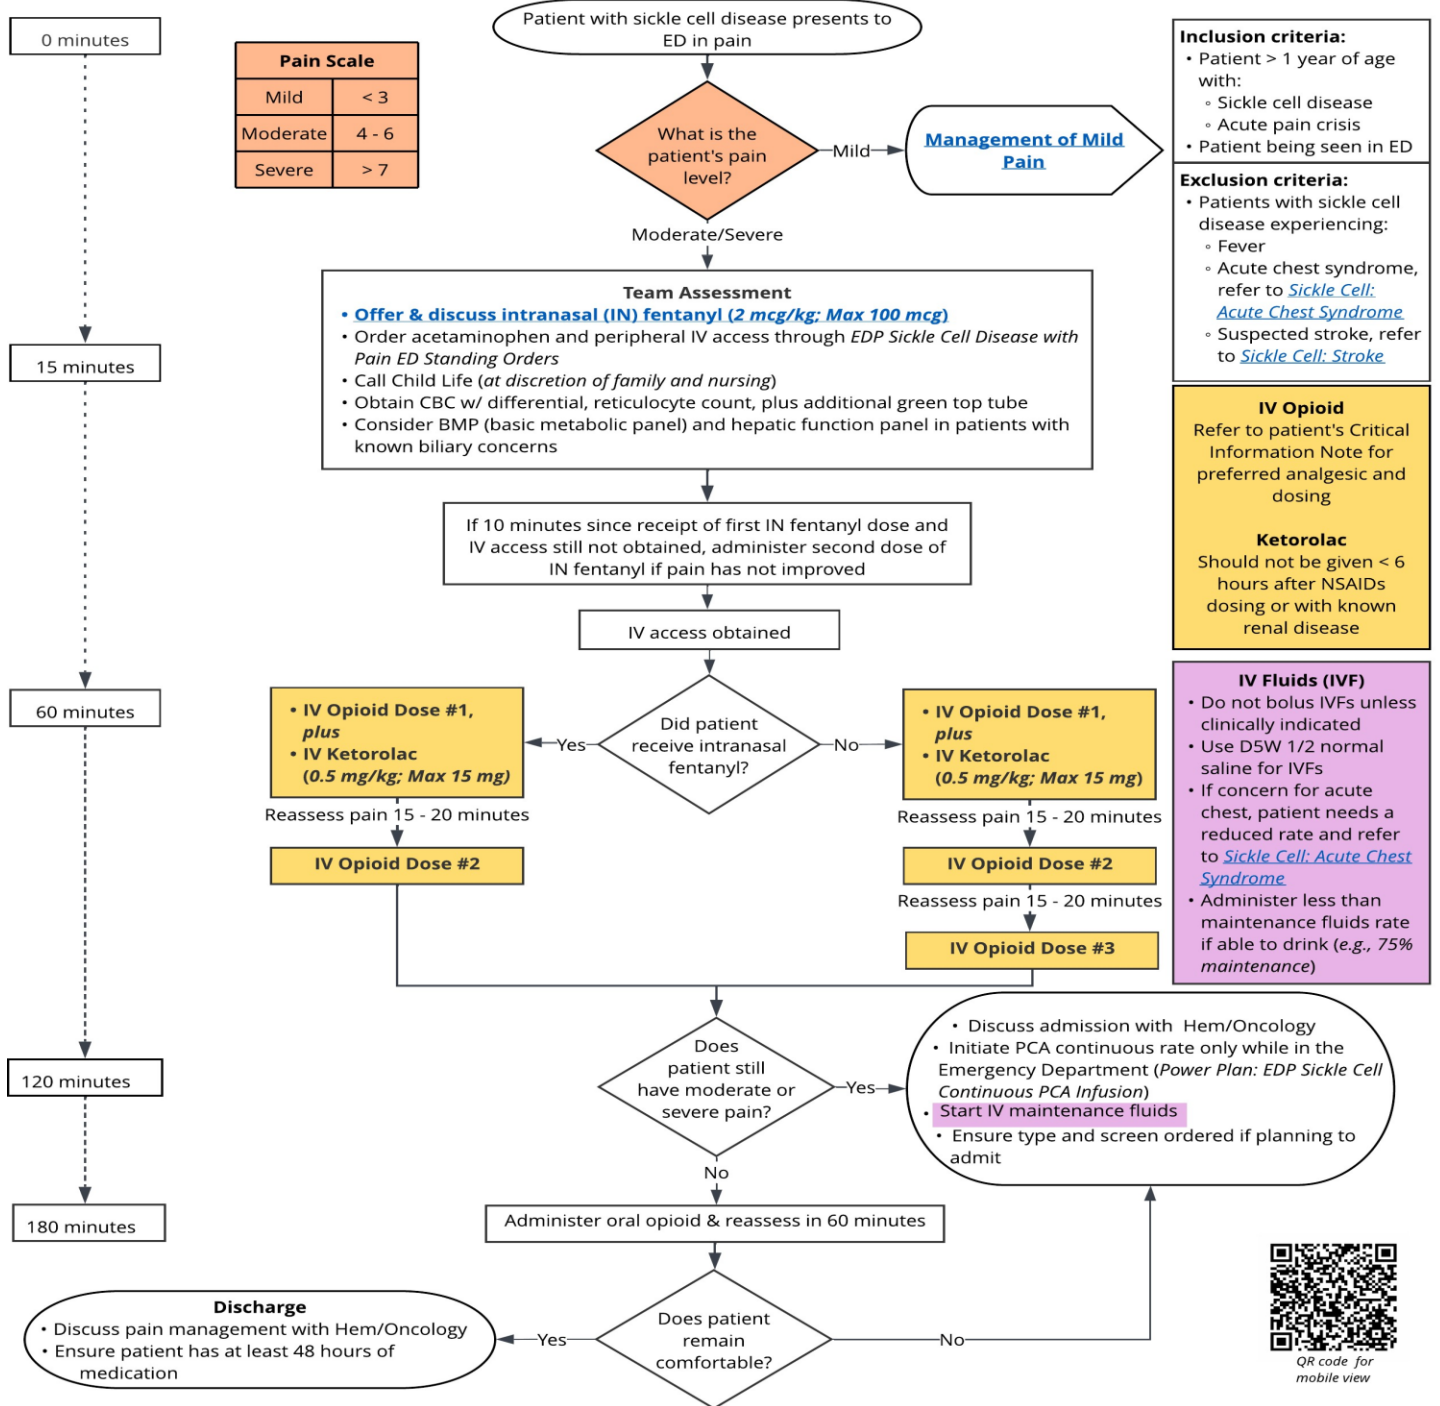 0 minutes
15 minutes
60 minutes
120 minutes
180 minutes
Pain Scale
Mild < 3
Moderate 4 - 6
Severe > 7
Patient with sickle cell disease presents to
ED in pain
What is the
patient's pain
level?
Mild
Management of Mild
Pain
Moderate/Severe
Team Assessment
• Offer & discuss intranasal (IN) fentanyl (2 mcg/kg; Max 100 mcg)
• Order acetaminophen and peripheral IV access through EDP Sickle Cell Disease with
Pain ED Standing Orders
• Call Child Life (at discretion of family and nursing)
• Obtain CBC w/ differential, reticulocyte count, plus additional green top tube
• Consider BMP (basic metabolic panel) and hepatic function panel in patients with
known biliary concerns
If 10 minutes since receipt of first IN fentanyl dose and
IV access still not obtained, administer second dose of
IN fentanyl if pain has not improved
IV access obtained
Did patient
receive intranasal
fentanyl?
Yes
• IV Opioid Dose #1,
plus
• IV Ketorolac
(0.5 mg/kg; Max 15 mg)
Reassess pain 15 - 20 minutes
IV Opioid Dose #2
No
• IV Opioid Dose #1,
plus
• IV Ketorolac
(0.5 mg/kg; Max 15 mg)
Reassess pain 15 - 20 minutes
IV Opioid Dose #2
Reassess pain 15 - 20 minutes
IV Opioid Dose #3
Does
patient still
have moderate or
severe pain?
Yes
• Discuss admission with Hem/Oncology
• Initiate PCA continuous rate only while in the
Emergency Department (Power Plan: EDP Sickle Cell
Continuous PCA Infusion)
• Start IV maintenance fluids
• Ensure type and screen ordered if planning to
admit
No
Administer oral opioid & reassess in 60 minutes
Does patient
remain
comfortable?
No
Yes
Discharge
• Discuss pain management with Hem/Oncology
• Ensure patient has at least 48 hours of
medication
Inclusion criteria:
• Patient > 1 year of age
with:
◦ Sickle cell disease
◦ Acute pain crisis
• Patient being seen in ED
Exclusion criteria:
• Patients with sickle cell
disease experiencing:
◦ Fever
◦ Acute chest syndrome,
refer to Sickle Cell:
Acute Chest Syndrome
◦ Suspected stroke, refer
to Sickle Cell: Stroke
IV Opioid
Refer to patient's Critical
Information Note for
preferred analgesic and
dosing
Ketorolac
Should not be given < 6
hours after NSAIDs
dosing or with known
renal disease
IV Fluids (IVF)
• Do not bolus IVFs unless
clinically indicated
• Use D5W 1/2 normal
saline for IVFs
• If concern for acute
chest, patient needs a
reduced rate and refer
to Sickle Cell: Acute Chest
Syndrome
• Administer less than
maintenance fluids rate
if able to drink (e.g., 75%
maintenance)
QR code for
mobile view